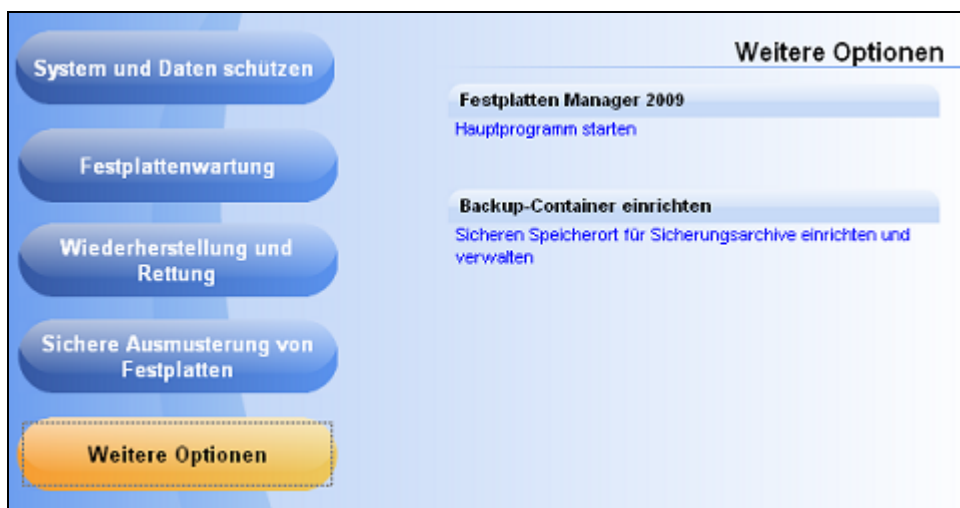 System und Daten schützen
Festplattenwartung
Wiederherstellung und
Rettung
Sichere Ausmusterung von
Festplatten
Weitere Optionen
Weitere Optionen
Festplatten Manager 2009
Hauptprogramm starten
Backup-Container einrichten
Sicheren Speicherort für Sicherungsarchive einrichten und
verwalten